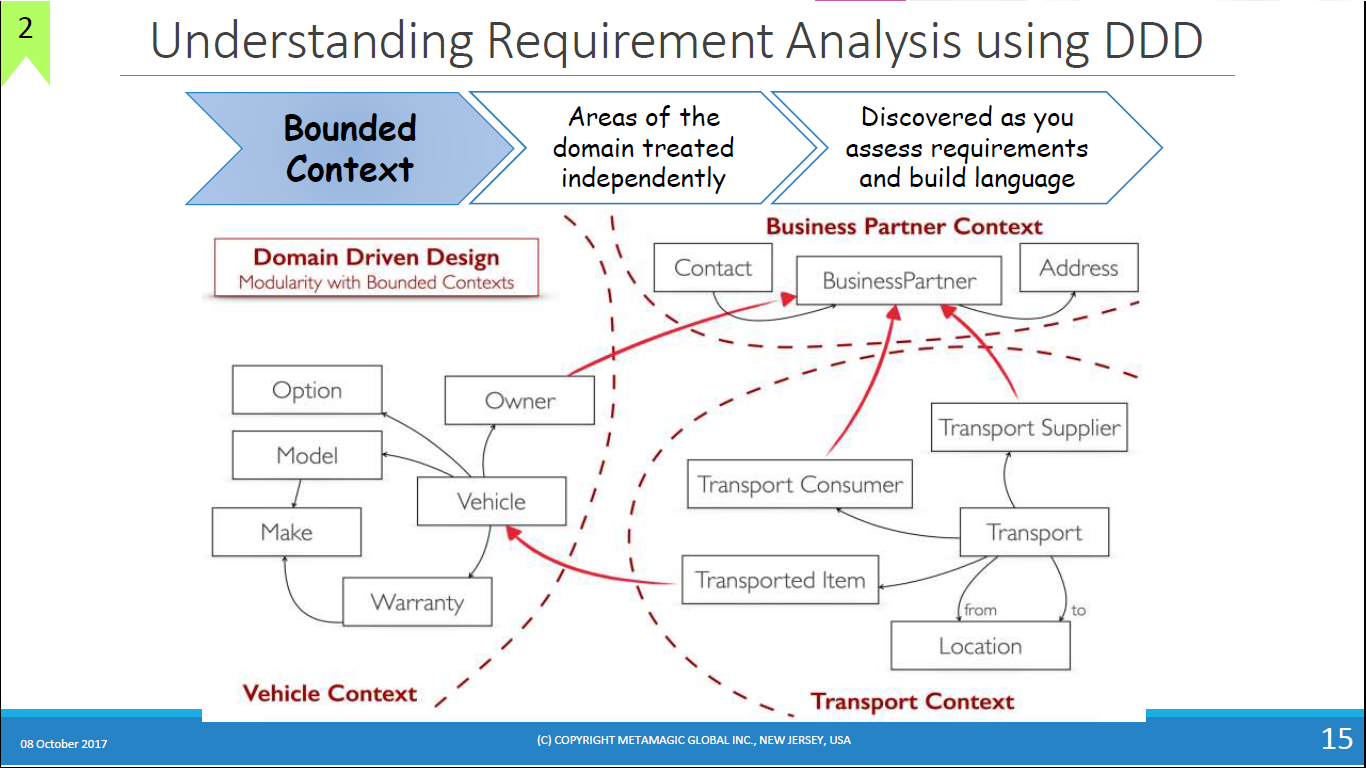 2
Understanding Requirement Analysis using DDD
Bounded
Context
Areas of the
domain treated
independently
Discovered as you
assess requirements
and build language
Domain Driven Design
Modularity with Bounded Contexts
Business Partner Context
Contact
BusinessPartner
Address
Option
Owner
Model
Vehicle
Make
Warranty
Vehicle Context
Transport Supplier
Transport Consumer
Transport
Transported Item
from
to
Location
Transport Context
08 October 2017
(C) COPYRIGHT METAMAGIC GLOBAL INC., NEW JERSEY, USA
15